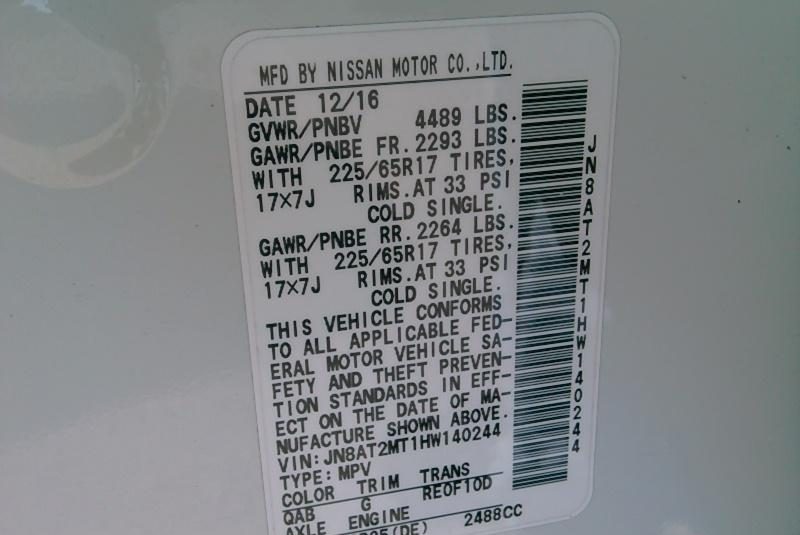 MFD BY NISSAN MOTOR CO.,LTD.
DATE 12/16
GVWR/PNBV 4489 LBS.
GAWR/PNBE FR. 2293 LBS.
WITH 225/65R17 TIRES,
17×7J RIMS.AT 33 PSI
COLD SINGLE.
GAWR/PNBE RR. 2264 LBS.
WITH 225/65R17 TIRES,
17×7J RIMS.AT 33 PSI
COLD SINGLE.
THIS VEHICLE CONFORMS
TO ALL APPLICABLE FED-
ERAL MOTOR VEHICLE SA-
FETY AND THEFT PREVEN-
TION STANDARDS IN EFF-
ECT ON THE DATE OF MA-
NUFACTURE SHOWN ABOVE.
VIN:JN8AT2MT1HW140244
TYPE:MPV
COLOR TRIM TRANS
QAB G RE0F10D
AXLE ENGINE
(DE) 2488CC
JN8AT2MT1HW140244